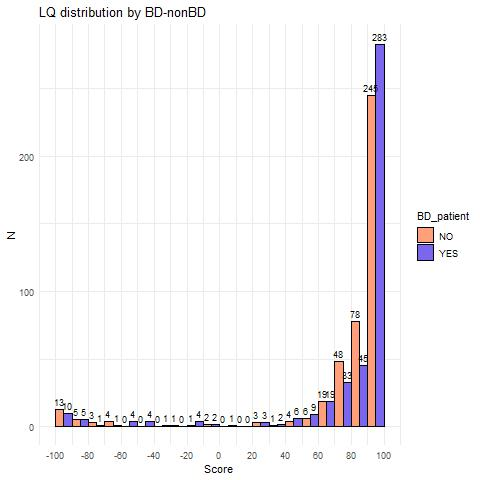 LQ distribution by BD-nonBD
283
245
78
48
45
33
19 19
13 10 5 5 3 1 4 1 0 4 0 4 0 1 1 0 1 4 2 2 0 1 0 0 3 3 1 2 4 6 6 9
N
200
100
0
-100 -80 -60 -40 -20 0 20 40 60 80 100
Score
BD_patient
NO
YES